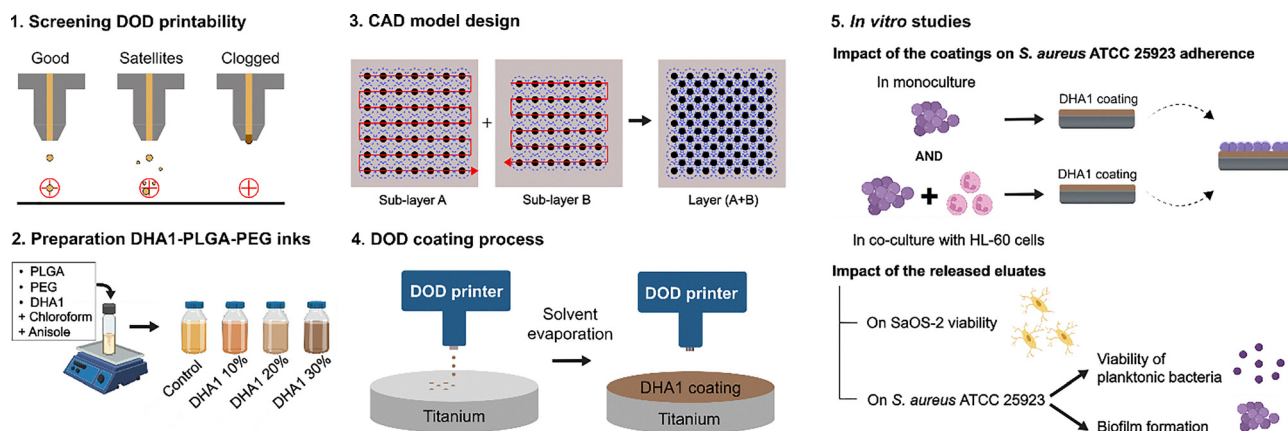 1. Screening DOD printability
Good
Satellites
Clogged
2. Preparation DHA1-PLGA-PEG inks
• PLGA
• PEG
• DHA1
+ Chloroform
+ Anisole
Control
DHA1 10%
DHA1 20%
DHA1 30%
3. CAD model design
+
Sub-layer A
Sub-layer B
Layer (A+B)
4. DOD coating process
DOD printer
Solvent
evaporation
DOD printer
Titanium
DHA1 coating
Titanium
5. In vitro studies
Impact of the coatings on S. aureus ATCC 25923 adherence
In monoculture
DHA1 coating
AND
+
DHA1 coating
In co-culture with HL-60 cells
Impact of the released eluates
On SaOS-2 viability
On S. aureus ATCC 25923
Viability of
planktonic bacteria
Biofilm formation